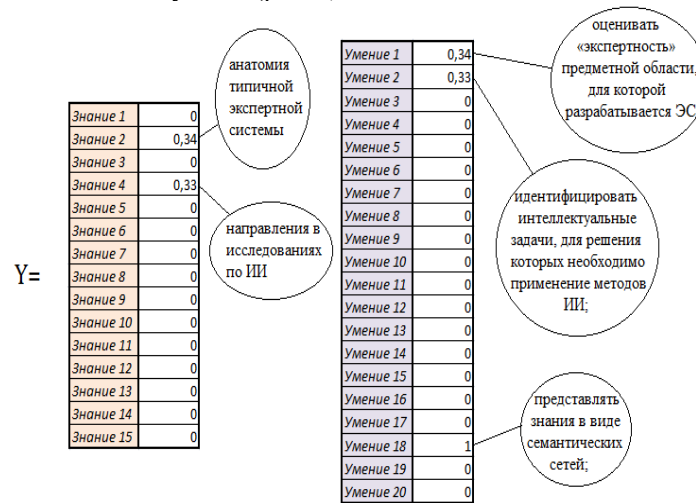 Y=
Знание 1 0
Знание 2 0,34
Знание 3 0
Знание 4 0,33
Знание 5 0
Знание 6 0
Знание 7 0
Знание 8 0
Знание 9 0
Знание 10 0
Знание 11 0
Знание 12 0
Знание 13 0
Знание 14 0
Знание 15 0
анатомия
типичной
экспертной
системы
направления в
исследованиях
по ИИ
Умение 1 0,34
Умение 2 0,33
Умение 3 0
Умение 4 0
Умение 5 0
Умение 6 0
Умение 7 0
Умение 8 0
Умение 9 0
Умение 10 0
Умение 11 0
Умение 12 0
Умение 13 0
Умение 14 0
Умение 15 0
Умение 16 0
Умение 17 0
Умение 18 1
Умение 19 0
Умение 20 0
оценивать
«экспертность»
предметной области,
для которой
разрабатывается ЭС
идентифицировать
интеллектуальные
задачи, для решения
которых необходимо
применение методов
ИИ;
представлять
знания в виде
семантических
сетей;